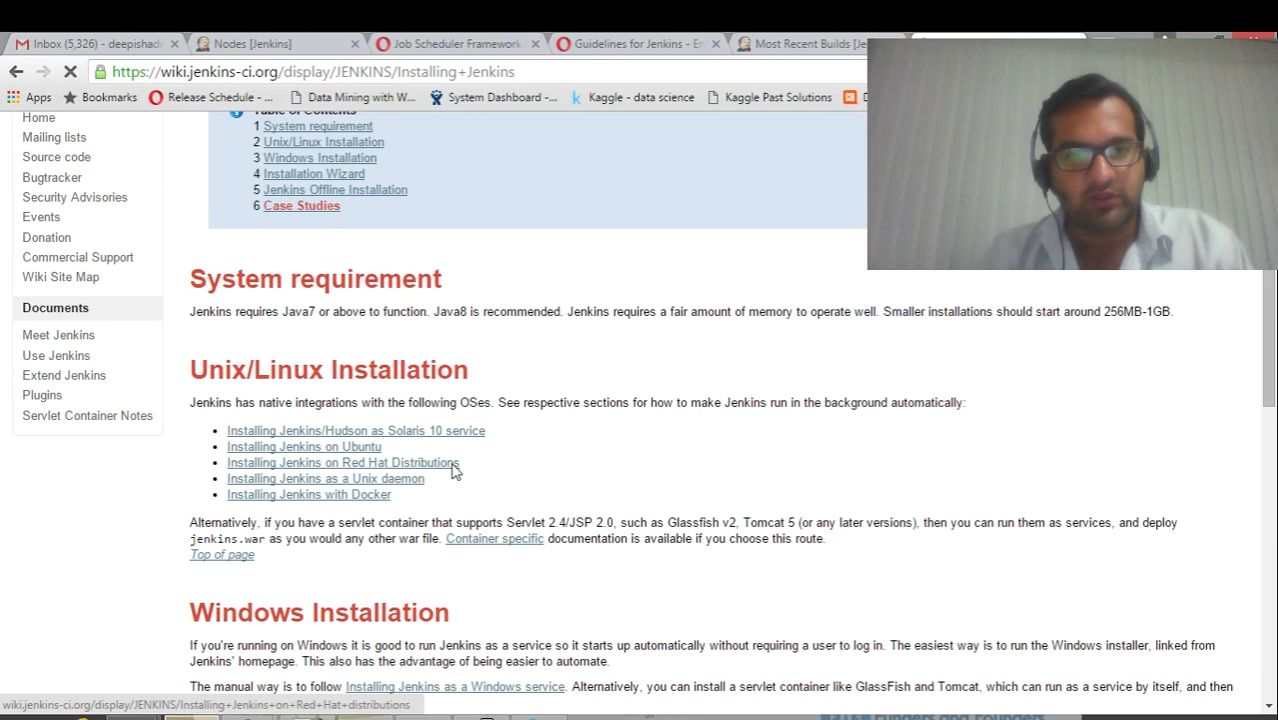 Inbox (5,326) - deepishad
Nodes [Jenkins]
Job Scheduler Framework
Guidelines for Jenkins - En
Most Recent Builds [Je
https://wiki.jenkins-ci.org/display/JENKINS/Installing+Jenkins
Apps
Bookmarks
Release Schedule - ...
Data Mining with W...
System Dashboard - ...
Kaggle - data science
Kaggle Past Solutions
Home
Mailing lists
Source code
Bugtracker
Security Advisories
Events
Donation
Commercial Support
Wiki Site Map
Documents
Meet Jenkins
Use Jenkins
Extend Jenkins
Plugins
Servlet Container Notes
Table of Contents
1 System requirement
2 Unix/Linux Installation
3 Windows Installation
4 Installation Wizard
5 Jenkins Offline Installation
6 Case Studies
System requirement
Jenkins requires Java7 or above to function. Java8 is recommended. Jenkins requires a fair amount of memory to operate well. Smaller installations should start around 256MB-1GB.
Unix/Linux Installation
Jenkins has native integrations with the following OSes. See respective sections for how to make Jenkins run in the background automatically:
• Installing Jenkins/Hudson as Solaris 10 service
• Installing Jenkins on Ubuntu
• Installing Jenkins on Red Hat Distributions
• Installing Jenkins as a Unix daemon
• Installing Jenkins with Docker
Alternatively, if you have a servlet container that supports Servlet 2.4/JSP 2.0, such as Glassfish v2, Tomcat 5 (or any later versions), then you can run them as services, and deploy
jenkins.war as you would any other war file. Container specific documentation is available if you choose this route.
Top of page
Windows Installation
If you're running on Windows it is good to run Jenkins as a service so it starts up automatically without requiring a user to log in. The easiest way is to run the Windows installer, linked from
Jenkins' homepage. This also has the advantage of being easier to automate.
The manual way is to follow Installing Jenkins as a Windows service. Alternatively, you can install a servlet container like GlassFish and Tomcat, which can run as a service by itself, and then
wiki.jenkins-ci.org/display/JENKINS/Installing+Jenkins+on+Red+Hat+distributions